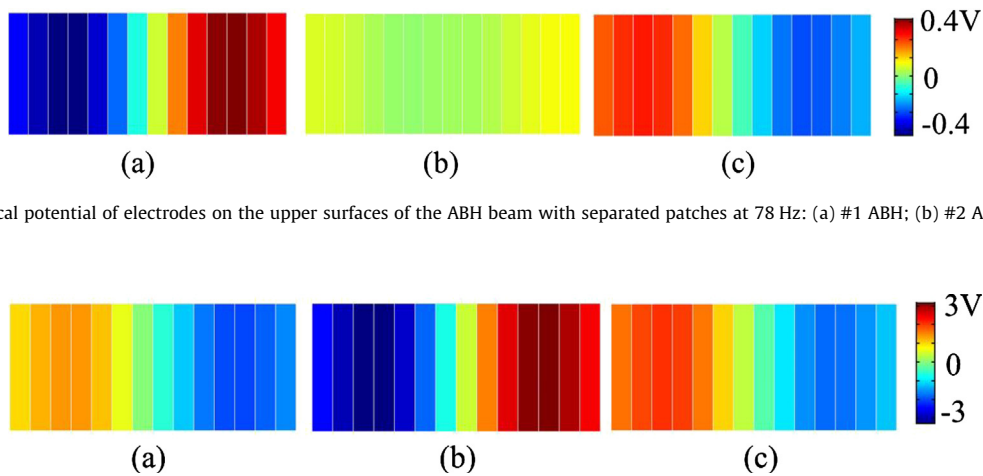 0.4V
0
-0.4
(a) (b) (c)
potential of electrodes on the upper surfaces of the ABH beam with separated patches at 78 Hz: (a) #1 ABH; (b) #2
3V
0
-3
(a) (b) (c)